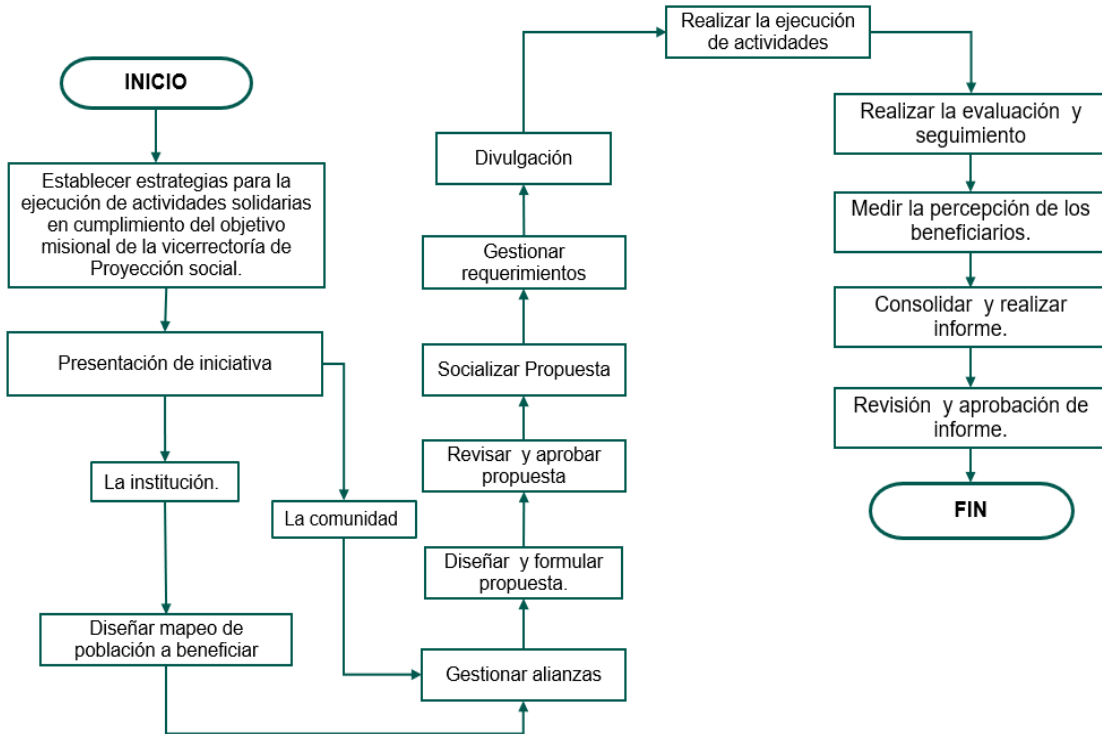 INICIO
Establecer estrategias para la
ejecución de actividades solidarias
en cumplimiento del objetivo
misional de la vicerrectoría de
Proyección social.
Presentación de iniciativa
La institución.
La comunidad
Diseñar mapeo de
población a beneficiar
Gestionar alianzas
Diseñar y formular
propuesta.
Revisar y aprobar
propuesta
Socializar Propuesta
Gestionar
requerimientos
Divulgación
Realizar la ejecución
de actividades
Realizar la evaluación y
seguimiento
Medir la percepción de los
beneficiarios.
Consolidar y realizar
informe.
Revisión y aprobación de
informe.
FIN